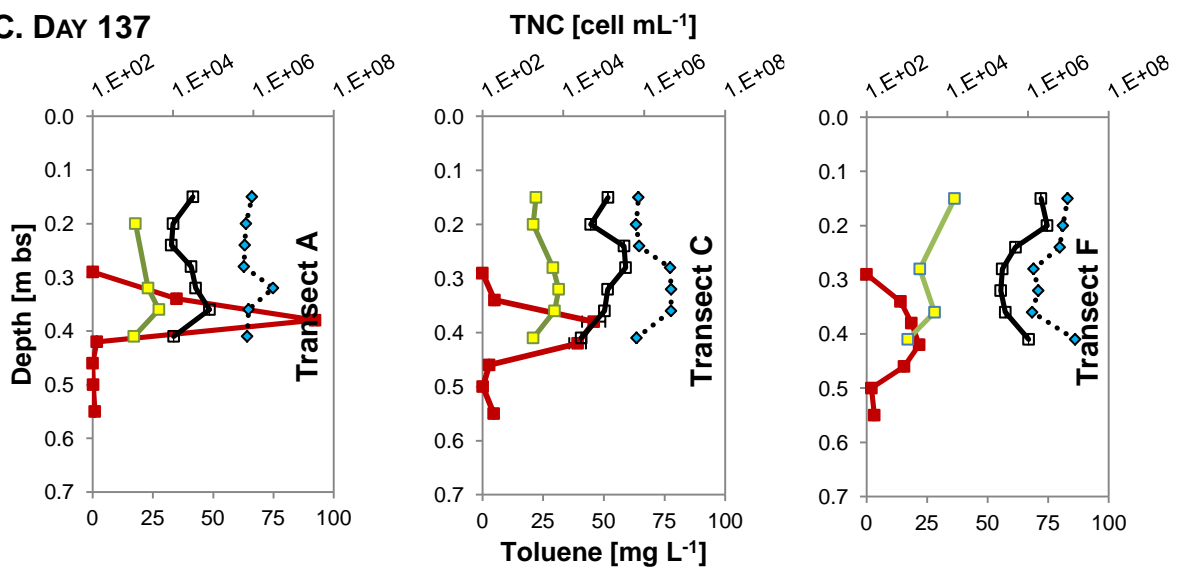 C. DAY 137
TNC [cell mL-1]
1.E+02 1.E+04 1.E+06 1.E+08
1.E+02 1.E+04 1.E+06 1.E+08
1.E+02 1.E+04 1.E+06 1.E+08
Depth [m bs]
0.0
0.1
0.2
0.3
0.4
0.5
0.6
0.7
0 25 50 75 100
Transect A
0.0
0.1
0.2
0.3
0.4
0.5
0.6
0.7
0 25 50 75 100
Transect C
0.0
0.1
0.2
0.3
0.4
0.5
0.6
0.7
0 25 50 75 100
Transect F
Toluene [mg L-1]